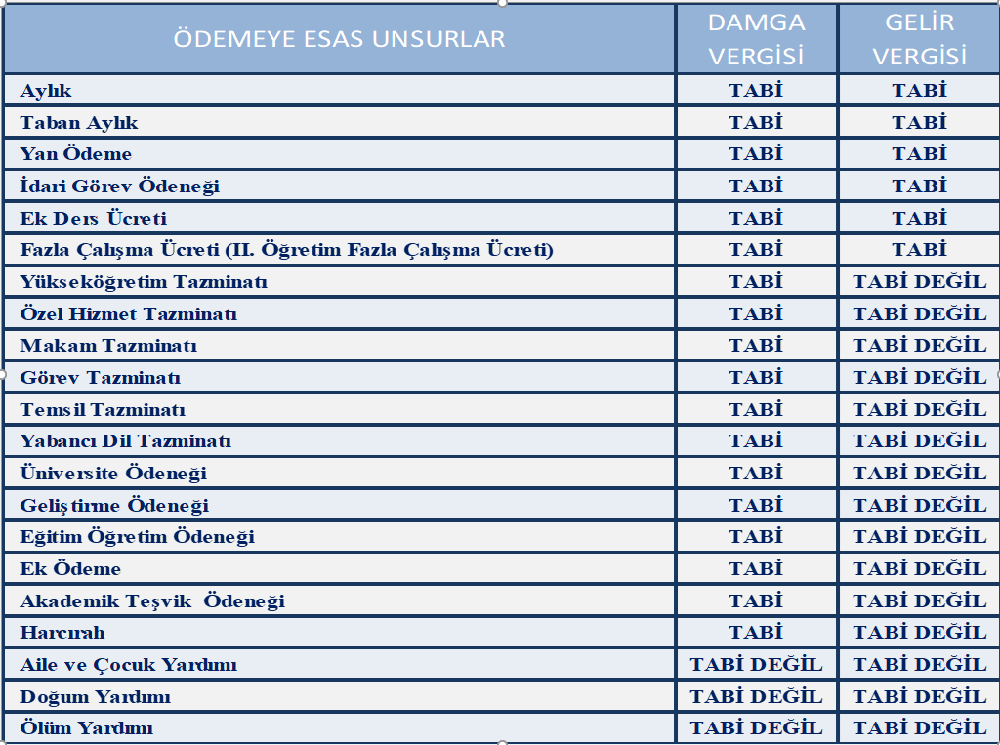 ÖDEMEYE ESAS UNSURLAR DAMGA VERGİSİ GELİR VERGİSİ
Aylık TABİ TABİ
Taban Aylık TABİ TABİ
Yan Ödeme TABİ TABİ
İdari Görev Ödeneği TABİ TABİ
Ek Ders Ücreti TABİ TABİ
Fazla Çalışma Ücreti (II. Öğretim Fazla Çalışma Ücreti) TABİ TABİ
Yükseköğretim Tazminatı TABİ TABİ DEĞİL
Özel Hizmet Tazminatı TABİ TABİ DEĞİL
Makam Tazminatı TABİ TABİ DEĞİL
Görev Tazminatı TABİ TABİ DEĞİL
Temsil Tazminatı TABİ TABİ DEĞİL
Yabancı Dil Tazminatı TABİ TABİ DEĞİL
Üniversite Ödeneği TABİ TABİ DEĞİL
Geliştirme Ödeneği TABİ TABİ DEĞİL
Eğitim Öğretim Ödeneği TABİ TABİ DEĞİL
Ek Ödeme TABİ TABİ DEĞİL
Akademik Teşvik Ödeneği TABİ TABİ DEĞİL
Harcırah TABİ TABİ DEĞİL
Aile ve Çocuk Yardımı TABİ DEĞİL TABİ DEĞİL
Doğum Yardımı TABİ DEĞİL TABİ DEĞİL
Ölüm Yardımı TABİ DEĞİL TABİ DEĞİL